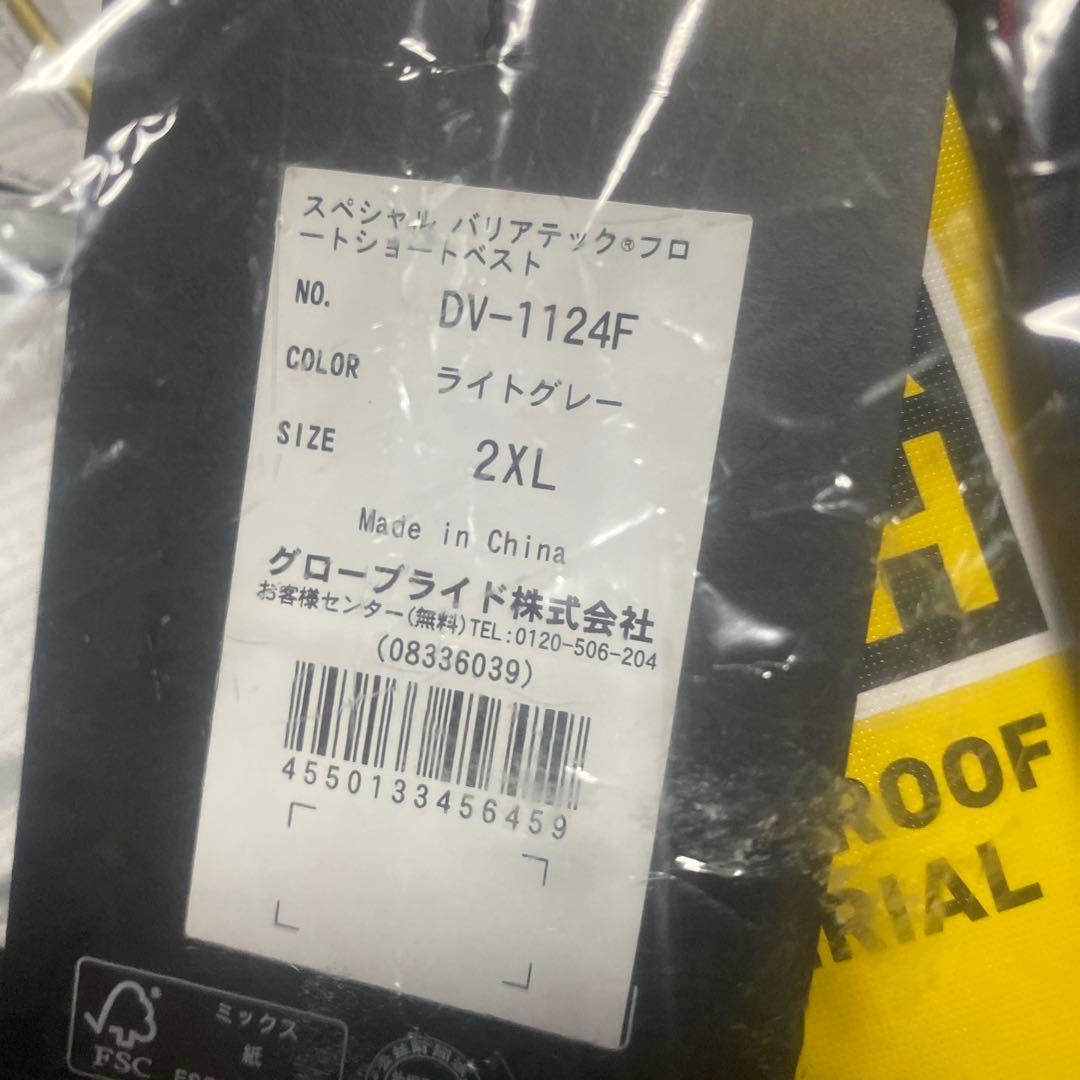 スペシャル バリアテック®フロ
ートショートベスト
NO. DV-1124F
COLOR ライトグレー
SIZE 2XL
Made in China
グローブライド株式会社
お客様センター(無料)TEL:0120-506-204
(08336039)
4550133456459
FSC
ミックス
紙
H
ROOF
RIAL